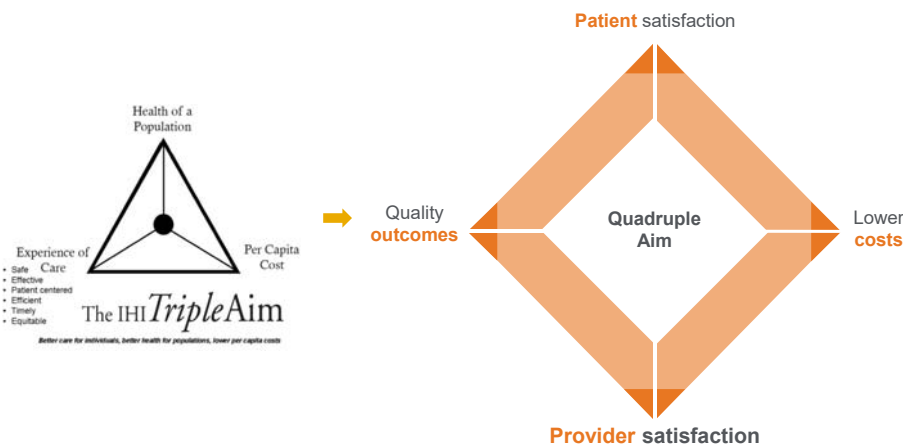 Health of a
Population
Experience of
Care
• Safe
• Effective
• Patient centered
• Efficient
• Timely
• Equitable
Per Capita
Cost
The IHI Triple Aim
Better care for individuals, better health for populations, lower per capita costs
Patient satisfaction
Quality
outcomes
Quadruple
Aim
Lower
costs
Provider satisfaction